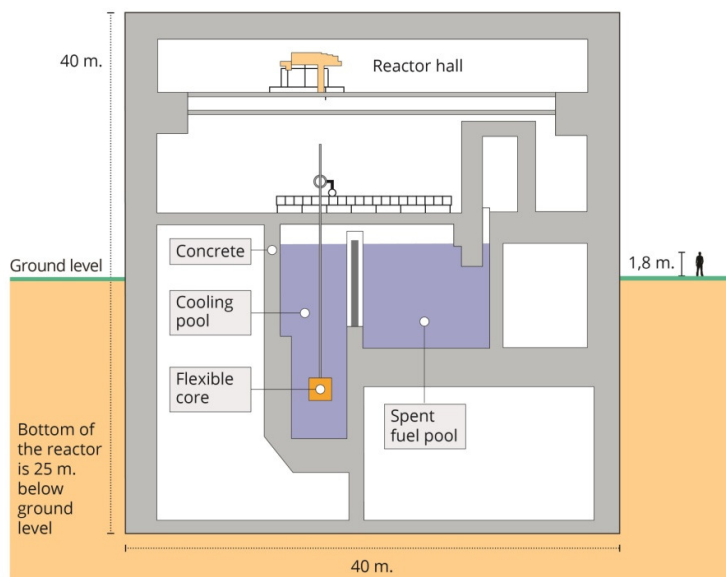 40 m.
Reactor hall
Concrete
Ground level
1,8 m.
Cooling
pool
Flexible
core
Spent
fuel pool
Bottom of
the reactor
is 25 m.
below
ground
level
40 m.